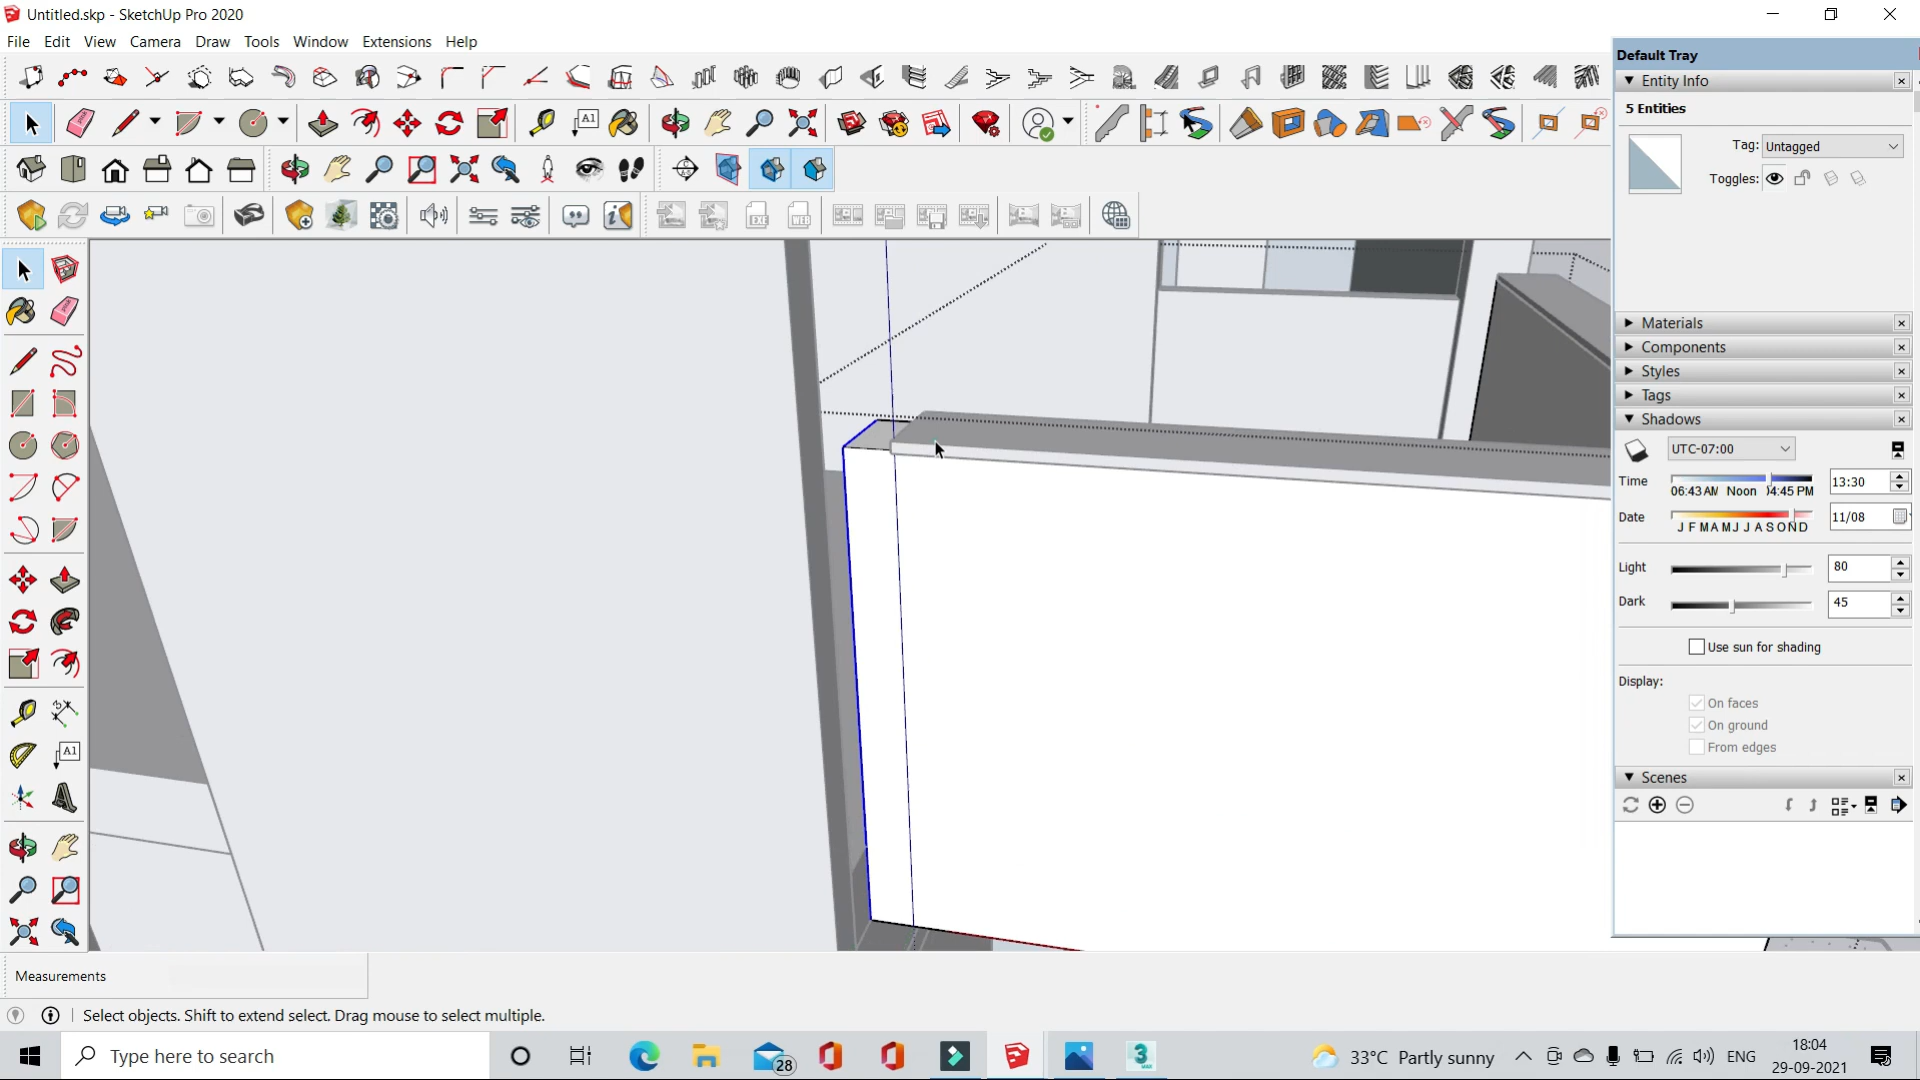 Untitled.skp - SketchUp Pro 2020
File Edit View Camera Draw Tools Window Extensions Help
Default Tray
Entity Info
5 Entities
Tag: Untagged
Toggles:
Materials
Components
Styles
Tags
Shadows
UTC-07:00
Time 13:30
06:43 AM Noon 04:45 PM
Date 11/08
J F M A M J J A S O N D
Light 80
Dark 45
Use sun for shading
Display:
On faces
On ground
From edges
Scenes
Measurements
Select objects. Shift to extend select. Drag mouse to select multiple.
Type here to search
28
33°C Partly sunny
ENG
18:04
29-09-2021